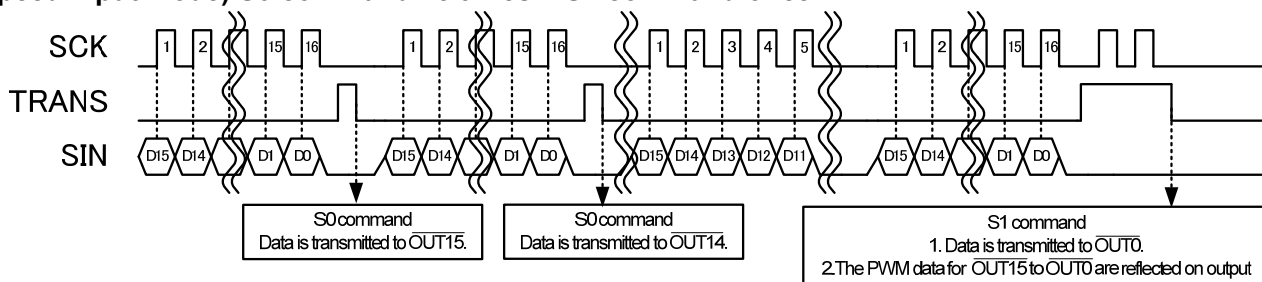 SCK 1 2 15 16 1 2 15 16 1 2 3 4 5 1 2 15 16
TRANS
SIN D15 D14 D1 D0 D15 D14 D1 D0 D15 D14 D13 D12 D11 D15 D14 D1 D0
S0 command
Data is transmitted to OUT15.
S0 command
Data is transmitted to OUT14.
S1 command
1. Data is transmitted to OUT0.
2.The PWM data for OUT15 to OUT0 are reflected on output